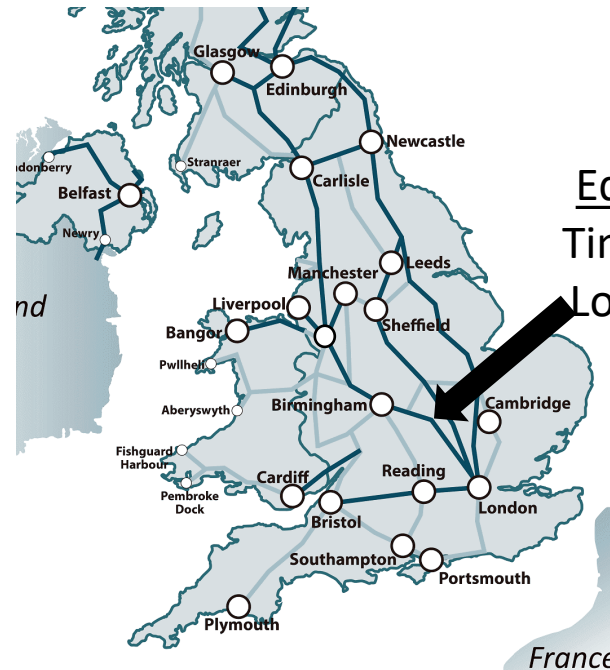 Glasgow
Edinburgh
Newcastle
Stranraer
Carlisle
Belfast
Newry
Leeds
Manchester
Liverpool
Sheffield
Bangor
Pwllheli
Birmingham
Cambridge
Aberyswyth
Fishguard
Harbour
Cardiff
Reading
Pembroke
Dock
London
Bristol
Southampton
Portsmouth
Plymouth
France